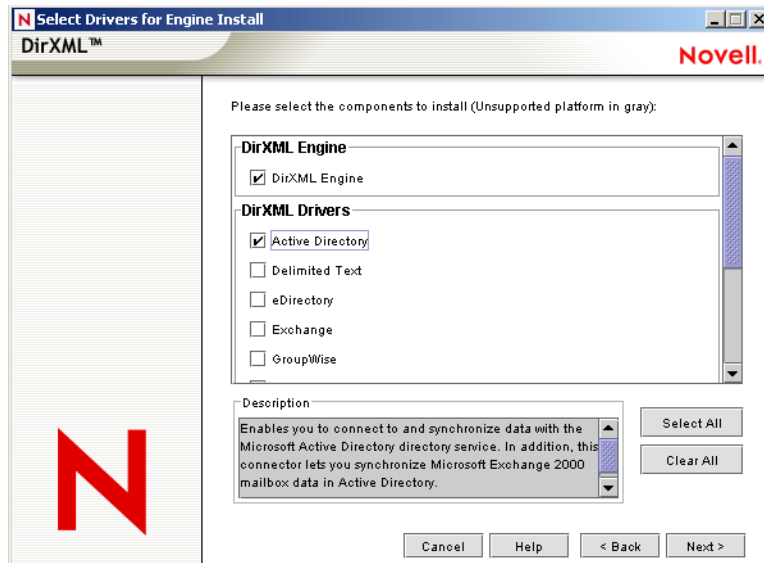 N Select Drivers for Engine Install
DirXML™
Novell.
Please select the components to install (Unsupported platform in gray):
DirXML Engine
DirXML Engine
DirXML Drivers
Active Directory
Delimited Text
eDirectory
Exchange
GroupWise
Description
Enables you to connect to and synchronize data with the
Microsoft Active Directory directory service. In addition, this
connector lets you synchronize Microsoft Exchange 2000
mailbox data in Active Directory.
Select All
Clear All
N
Cancel
Help
< Back
Next >